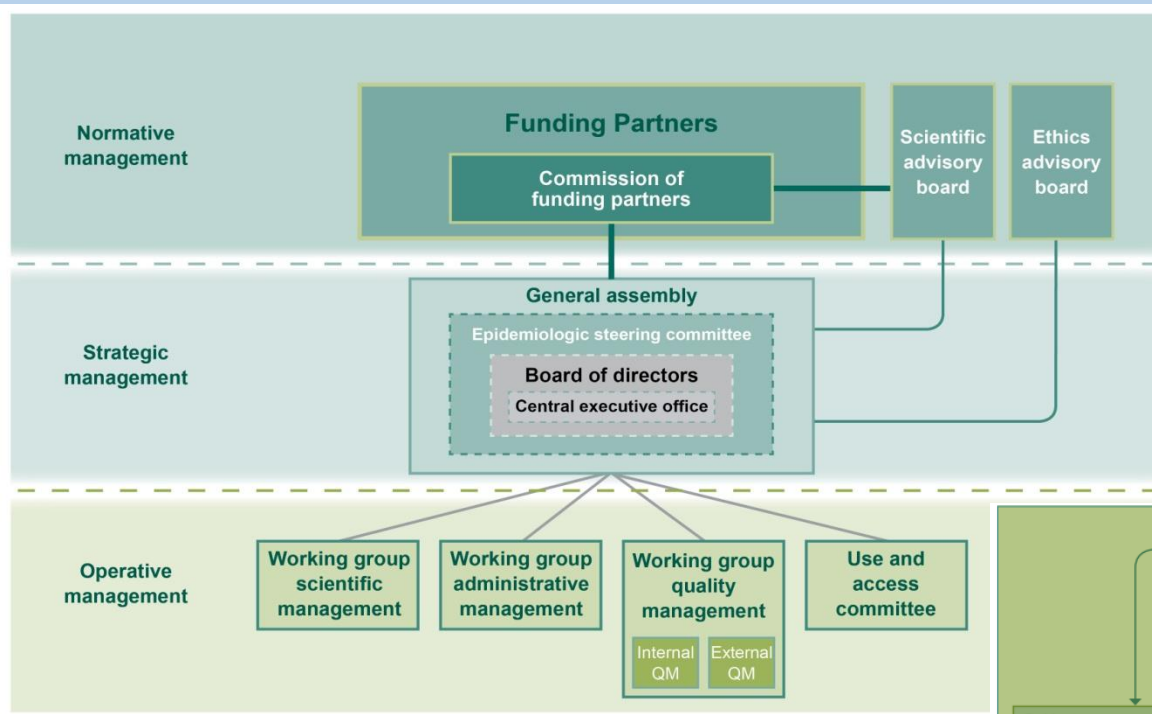 Normative
management
Funding Partners
Commission of
funding partners
Scientific
advisory
board
Ethics
advisory
board
Strategic
management
General assembly
Epidemiologic steering committee
Board of directors
Central executive office
Operative
management
Working group
scientific
management
Working group
administrative
management
Working group
quality
management
Internal
QM
External
QM
Use and
access
committee